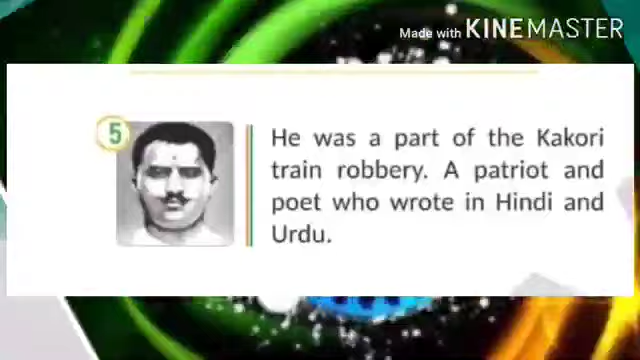 Made with KINEMASTER
5
He was a part of the Kakori
train robbery. A patriot and
poet who wrote in Hindi and
Urdu.